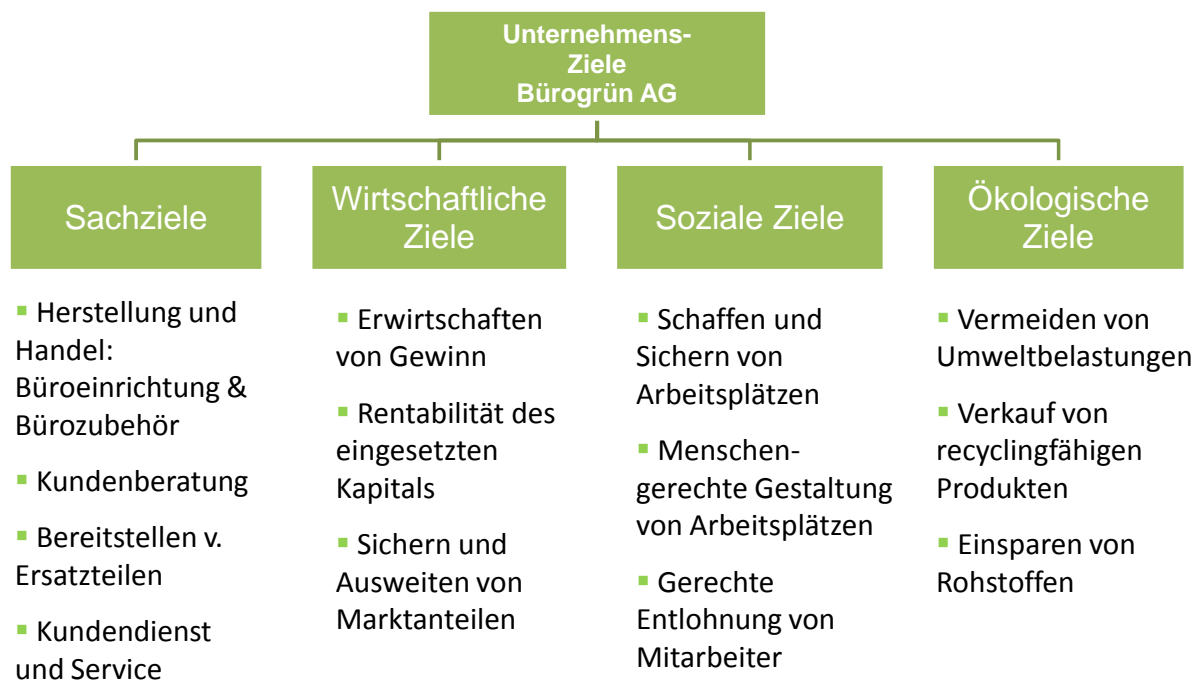 Unternehmens-
Ziele
Bürogrün AG
Sachziele
▪ Herstellung und
Handel:
Büroeinrichtung &
Bürozubehör
▪ Kundenberatung
▪ Bereitstellen v.
Ersatzteilen
▪ Kundendienst
und Service
Wirtschaftliche
Ziele
▪ Erwirtschaften
von Gewinn
▪ Rentabilität des
eingesetzten
Kapitals
▪ Sichern und
Ausweiten von
Marktanteilen
Soziale Ziele
▪ Schaffen und
Sichern von
Arbeitsplätzen
▪ Menschen-
gerechte Gestaltung
von Arbeitsplätzen
▪ Gerechte
Entlohnung von
Mitarbeiter
Ökologische
Ziele
▪ Vermeiden von
Umweltbelastungen
▪ Verkauf von
recyclingfähigen
Produkten
▪ Einsparen von
Rohstoffen